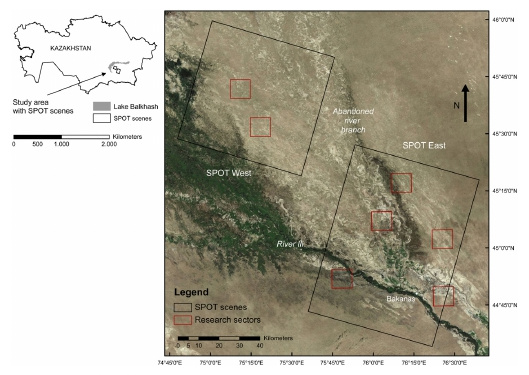 KAZAKHSTAN
Study area
with SPOT scenes
Lake Balkhash
SPOT scenes
Kilometers
0 500 1.000 2.000
Abandoned
river
branch
N
SPOT East
SPOT West
River Ili
Bakanas
Legend
SPOT scenes
Research sectors
Kilometers
0 5 10 20 30 40
46°0'0"N
45°45'0"N
45°30'0"N
45°15'0"N
45°0'0"N
44°45'0"N
74°45'0"E 75°0'0"E 75°15'0"E 75°30'0"E 75°45'0"E 76°0'0"E 76°15'0"E 76°30'0"E